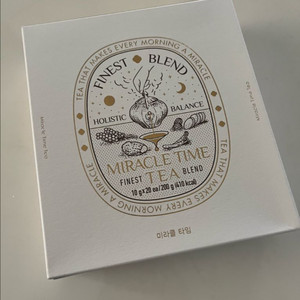 TEA THAT MAKES EVERY MORNING A MIRACLE
FINEST BLEND
HOLISTIC BALANCE
MIRACLE TIME
TEA
FINEST BLEND
10 g x 20 ea/200 g (410 kcal)
TEA THAT MAKES EVERY MORNING A MIRACLE
미라클 타임